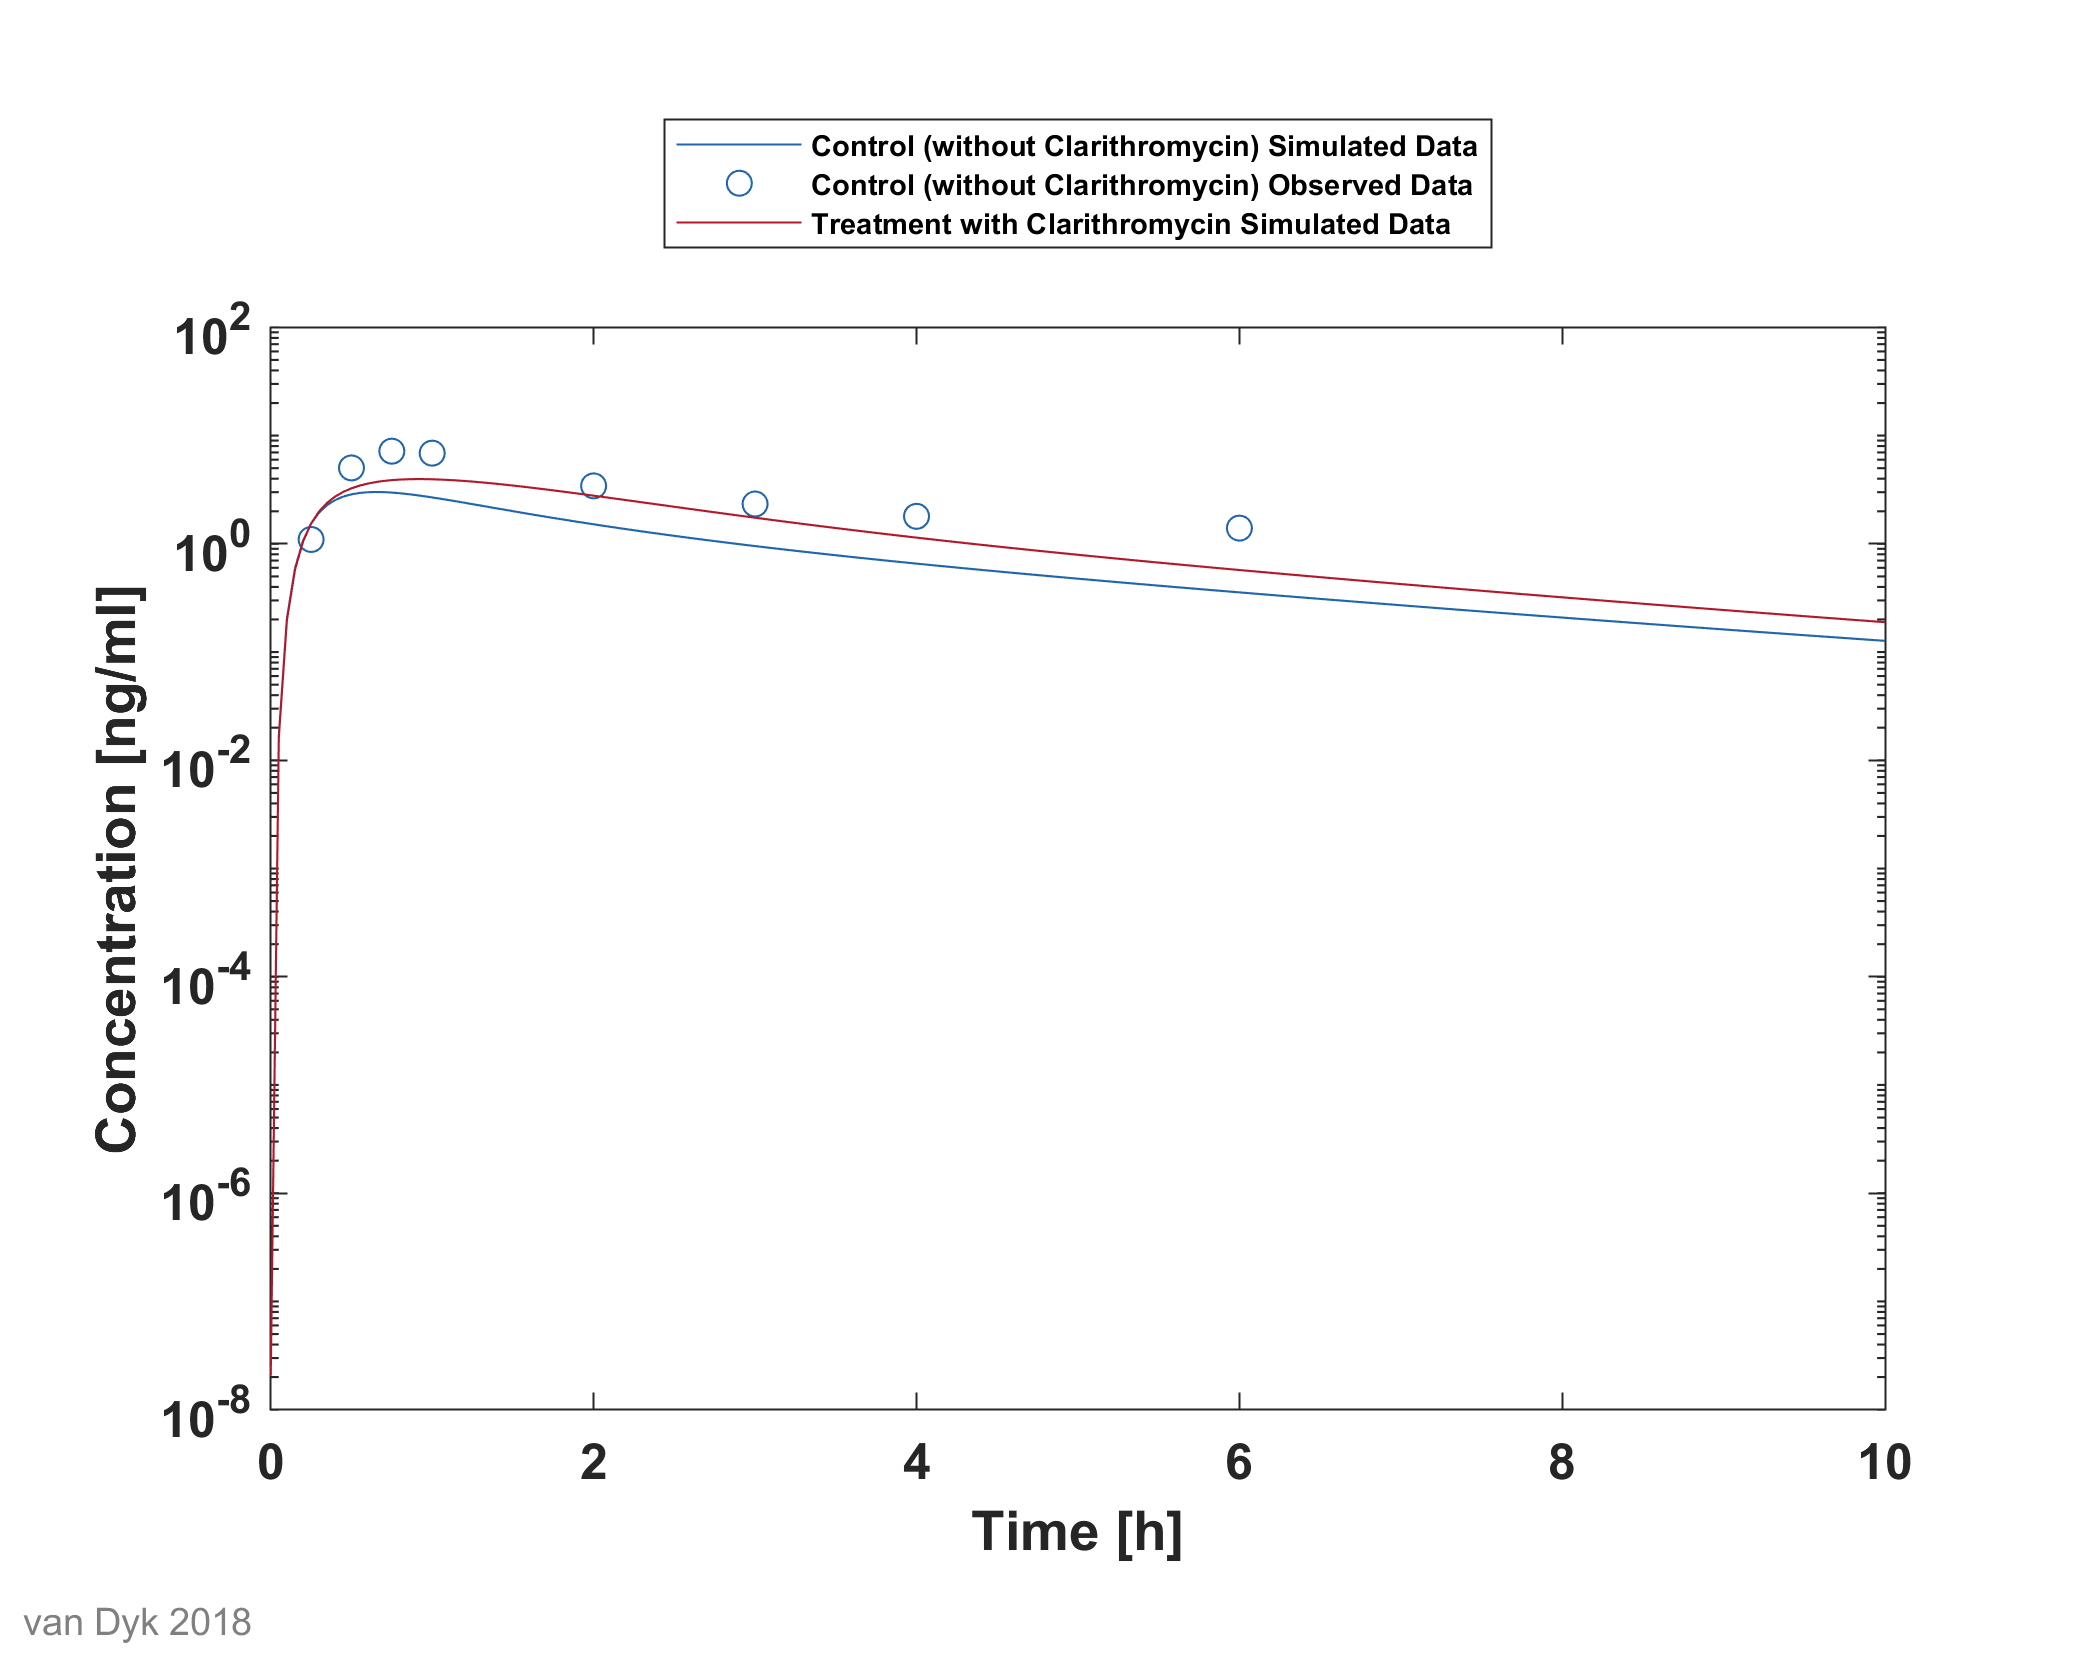 Control (without Clarithromycin) Simulated Data
Control (without Clarithromycin) Observed Data
Treatment with Clarithromycin Simulated Data
10^2
10^0
10^-2
10^-4
10^-6
10^-8
Concentration [ng/ml]
0 2 4 6 8 10
Time [h]
van Dyk 2018